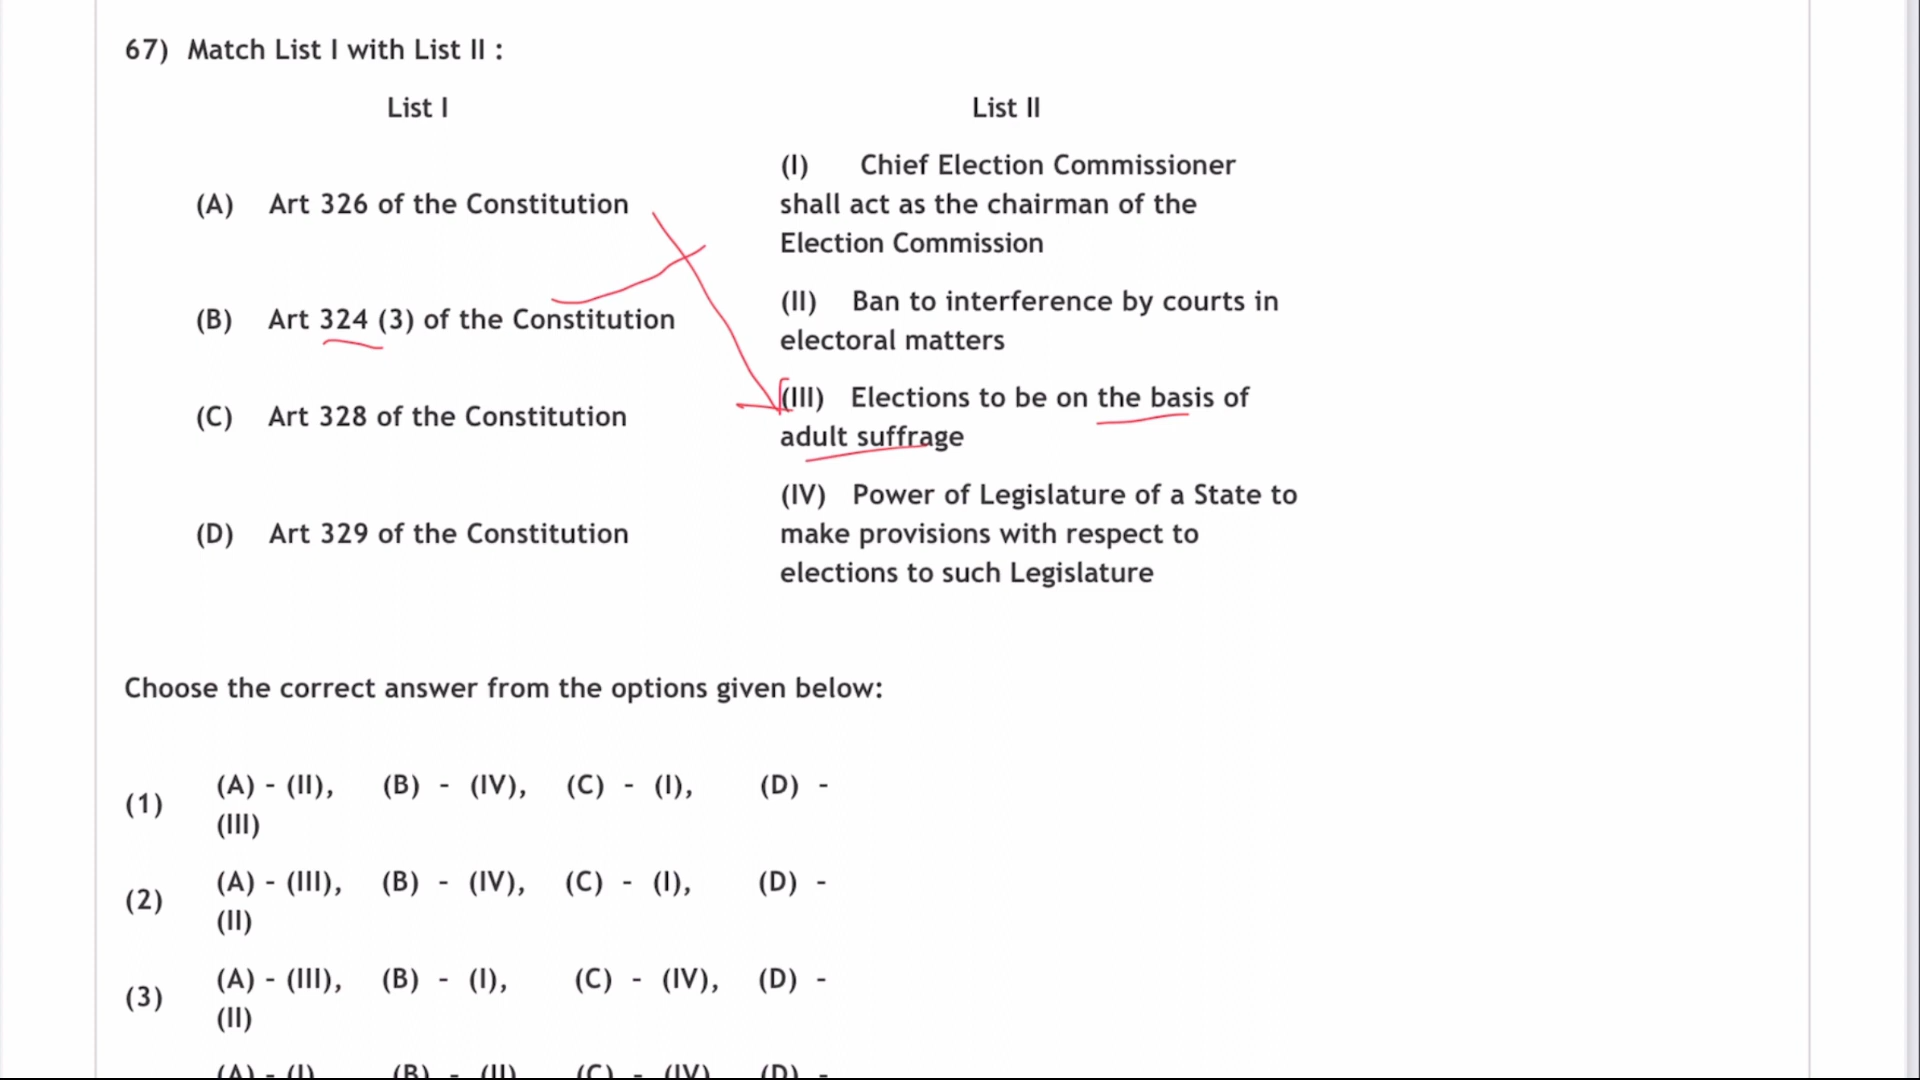 67) Match List I with List II :
List I List II
(A) Art 326 of the Constitution
(I) Chief Election Commissioner
shall act as the chairman of the
Election Commission
(B) Art 324 (3) of the Constitution
(II) Ban to interference by courts in
electoral matters
(C) Art 328 of the Constitution
(III) Elections to be on the basis of
adult suffrage
(D) Art 329 of the Constitution
(IV) Power of Legislature of a State to
make provisions with respect to
elections to such Legislature
Choose the correct answer from the options given below:
(1) (A) - (II), (B) - (IV), (C) - (I), (D) -
(III)
(2) (A) - (III), (B) - (IV), (C) - (I), (D) -
(II)
(3) (A) - (III), (B) - (I), (C) - (IV), (D) -
(II)
(A) - (I) (B) - (II) (C) - (IV) (D) -